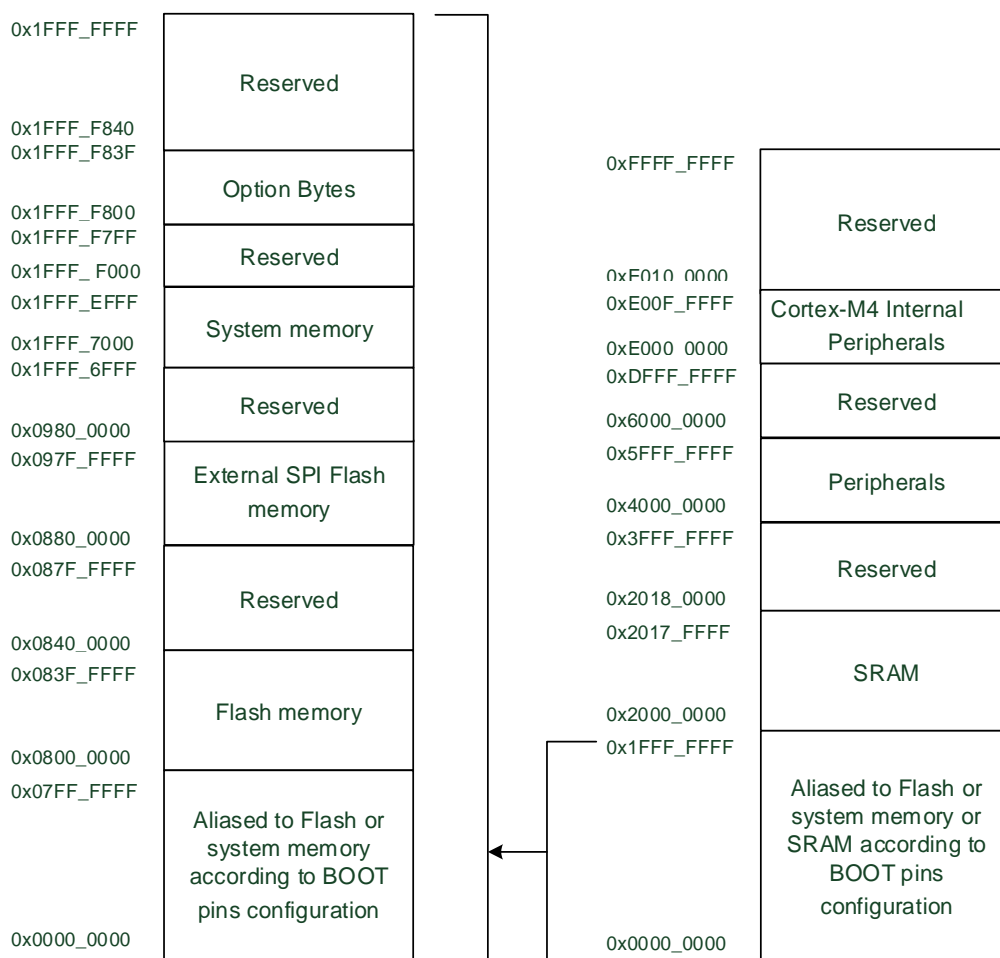 0x1FFF_FFFF
Reserved
0x1FFF_F840
0x1FFF_F83F
Option Bytes
0x1FFF_F800
0x1FFF_F7FF
Reserved
0x1FFF_ F000
0x1FFF_EFFF
System memory
0x1FFF_7000
0x1FFF_6FFF
Reserved
0x0980_0000
0x097F_FFFF
External SPI Flash
memory
0x0880_0000
0x087F_FFFF
Reserved
0x0840_0000
0x083F_FFFF
Flash memory
0x0800_0000
0x07FF_FFFF
Aliased to Flash or
system memory
according to BOOT
pins configuration
0x0000_0000
0xFFFF_FFFF
Reserved
0xE010_0000
0xE00F_FFFF
Cortex-M4 Internal
Peripherals
0xE000_0000
0xDFFF_FFFF
Reserved
0x6000_0000
0x5FFF_FFFF
Peripherals
0x4000_0000
0x3FFF_FFFF
Reserved
0x2018_0000
0x2017_FFFF
SRAM
0x2000_0000
0x1FFF_FFFF
Aliased to Flash or
system memory or
SRAM according to
BOOT pins
configuration
0x0000_0000